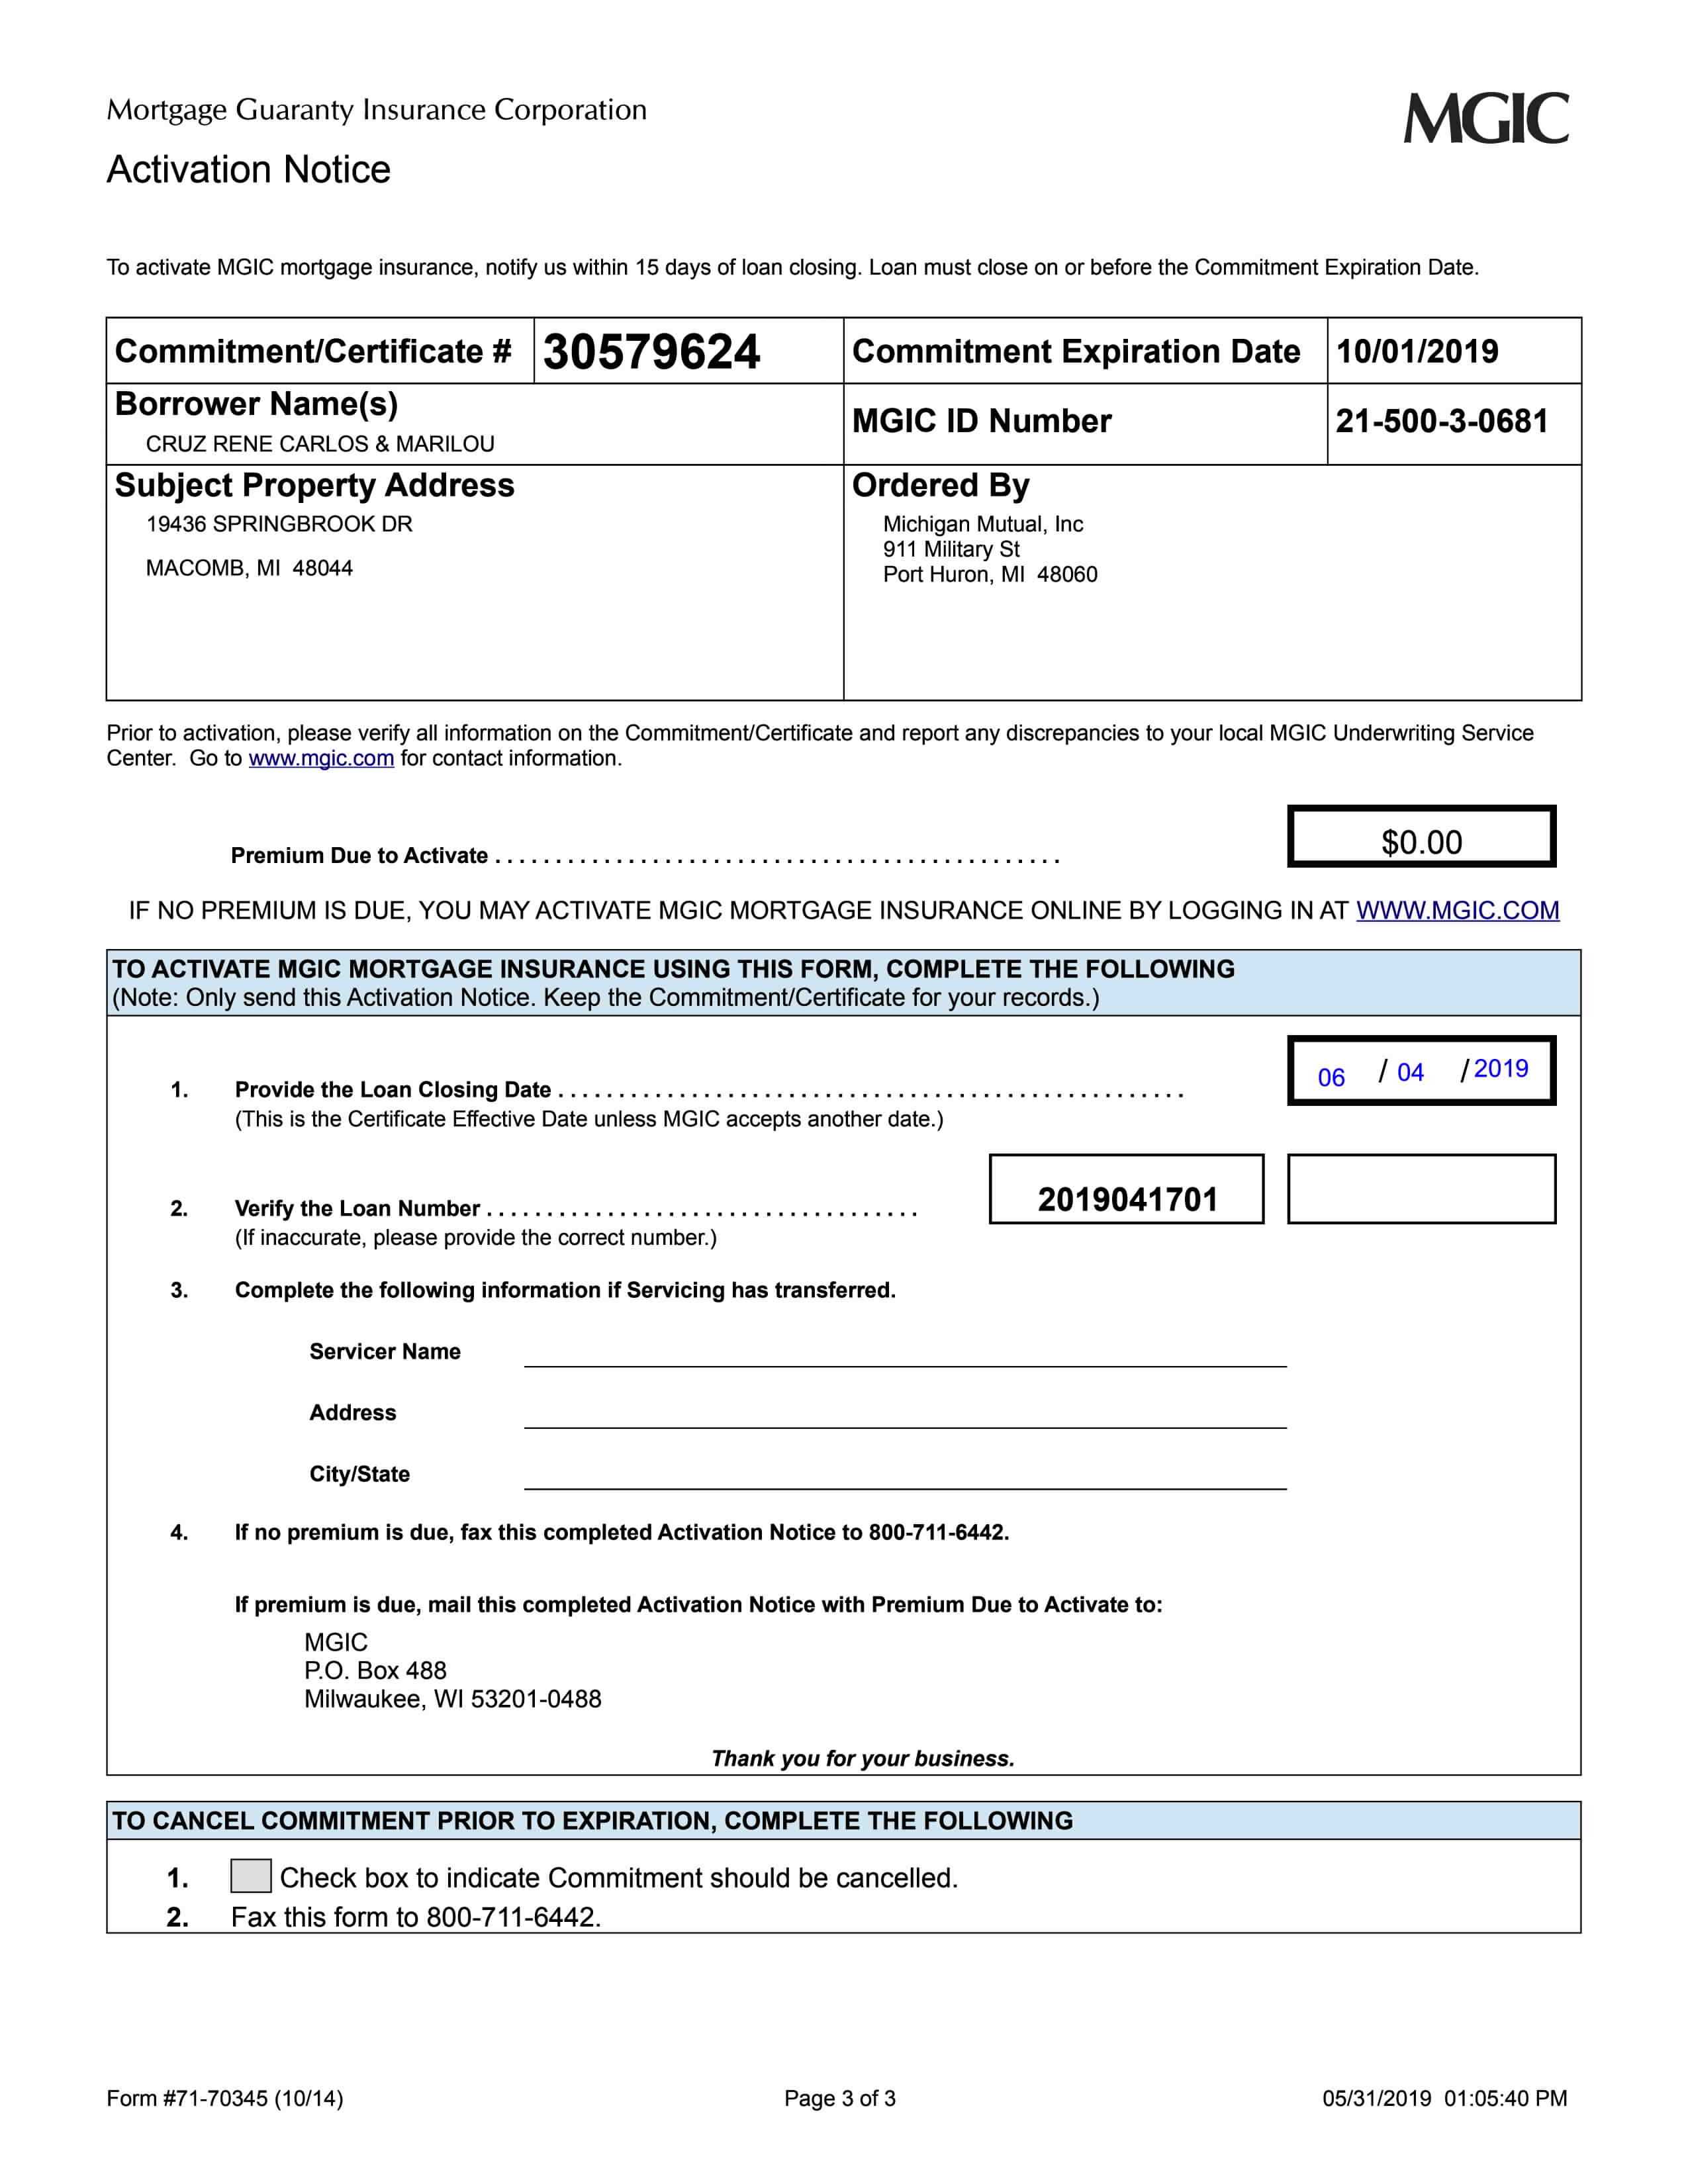 Mortgage Guaranty Insurance Corporation
MGIC
Activation Notice
To activate MGIC mortgage insurance, notify us within 15 days of loan closing. Loan must close on or before the Commitment Expiration Date.
Commitment/Certificate # 30579624 Commitment Expiration Date 10/01/2019
Borrower Name(s)
CRUZ RENE CARLOS & MARILOU
MGIC ID Number 21-500-3-0681
Subject Property Address
19436 SPRINGBROOK DR
MACOMB, MI 48044
Ordered By
Michigan Mutual, Inc
911 Military St
Port Huron, MI 48060
Prior to activation, please verify all information on the Commitment/Certificate and report any discrepancies to your local MGIC Underwriting Service
Center. Go to www.mgic.com for contact information.
Premium Due to Activate . . . . . . . . . . . . . . . . . . . . . . . . . . . . . . . . . . . . . . . . . . . . . . . $0.00
IF NO PREMIUM IS DUE, YOU MAY ACTIVATE MGIC MORTGAGE INSURANCE ONLINE BY LOGGING IN AT WWW.MGIC.COM
TO ACTIVATE MGIC MORTGAGE INSURANCE USING THIS FORM, COMPLETE THE FOLLOWING
(Note: Only send this Activation Notice. Keep the Commitment/Certificate for your records.)
1. Provide the Loan Closing Date . . . . . . . . . . . . . . . . . . . . . . . . . . . . . . . . . . . . . . . . . . . . . . . . . . . . 06 / 04 / 2019
(This is the Certificate Effective Date unless MGIC accepts another date.)
2. Verify the Loan Number . . . . . . . . . . . . . . . . . . . . . . . . . . . . . . . . . . . . 2019041701
(If inaccurate, please provide the correct number.)
3. Complete the following information if Servicing has transferred.
Servicer Name
Address
City/State
4. If no premium is due, fax this completed Activation Notice to 800-711-6442.
If premium is due, mail this completed Activation Notice with Premium Due to Activate to:
MGIC
P.O. Box 488
Milwaukee, WI 53201-0488
Thank you for your business.
TO CANCEL COMMITMENT PRIOR TO EXPIRATION, COMPLETE THE FOLLOWING
1. Check box to indicate Commitment should be cancelled.
2. Fax this form to 800-711-6442.
Form #71-70345 (10/14) Page 3 of 3 05/31/2019 01:05:40 PM